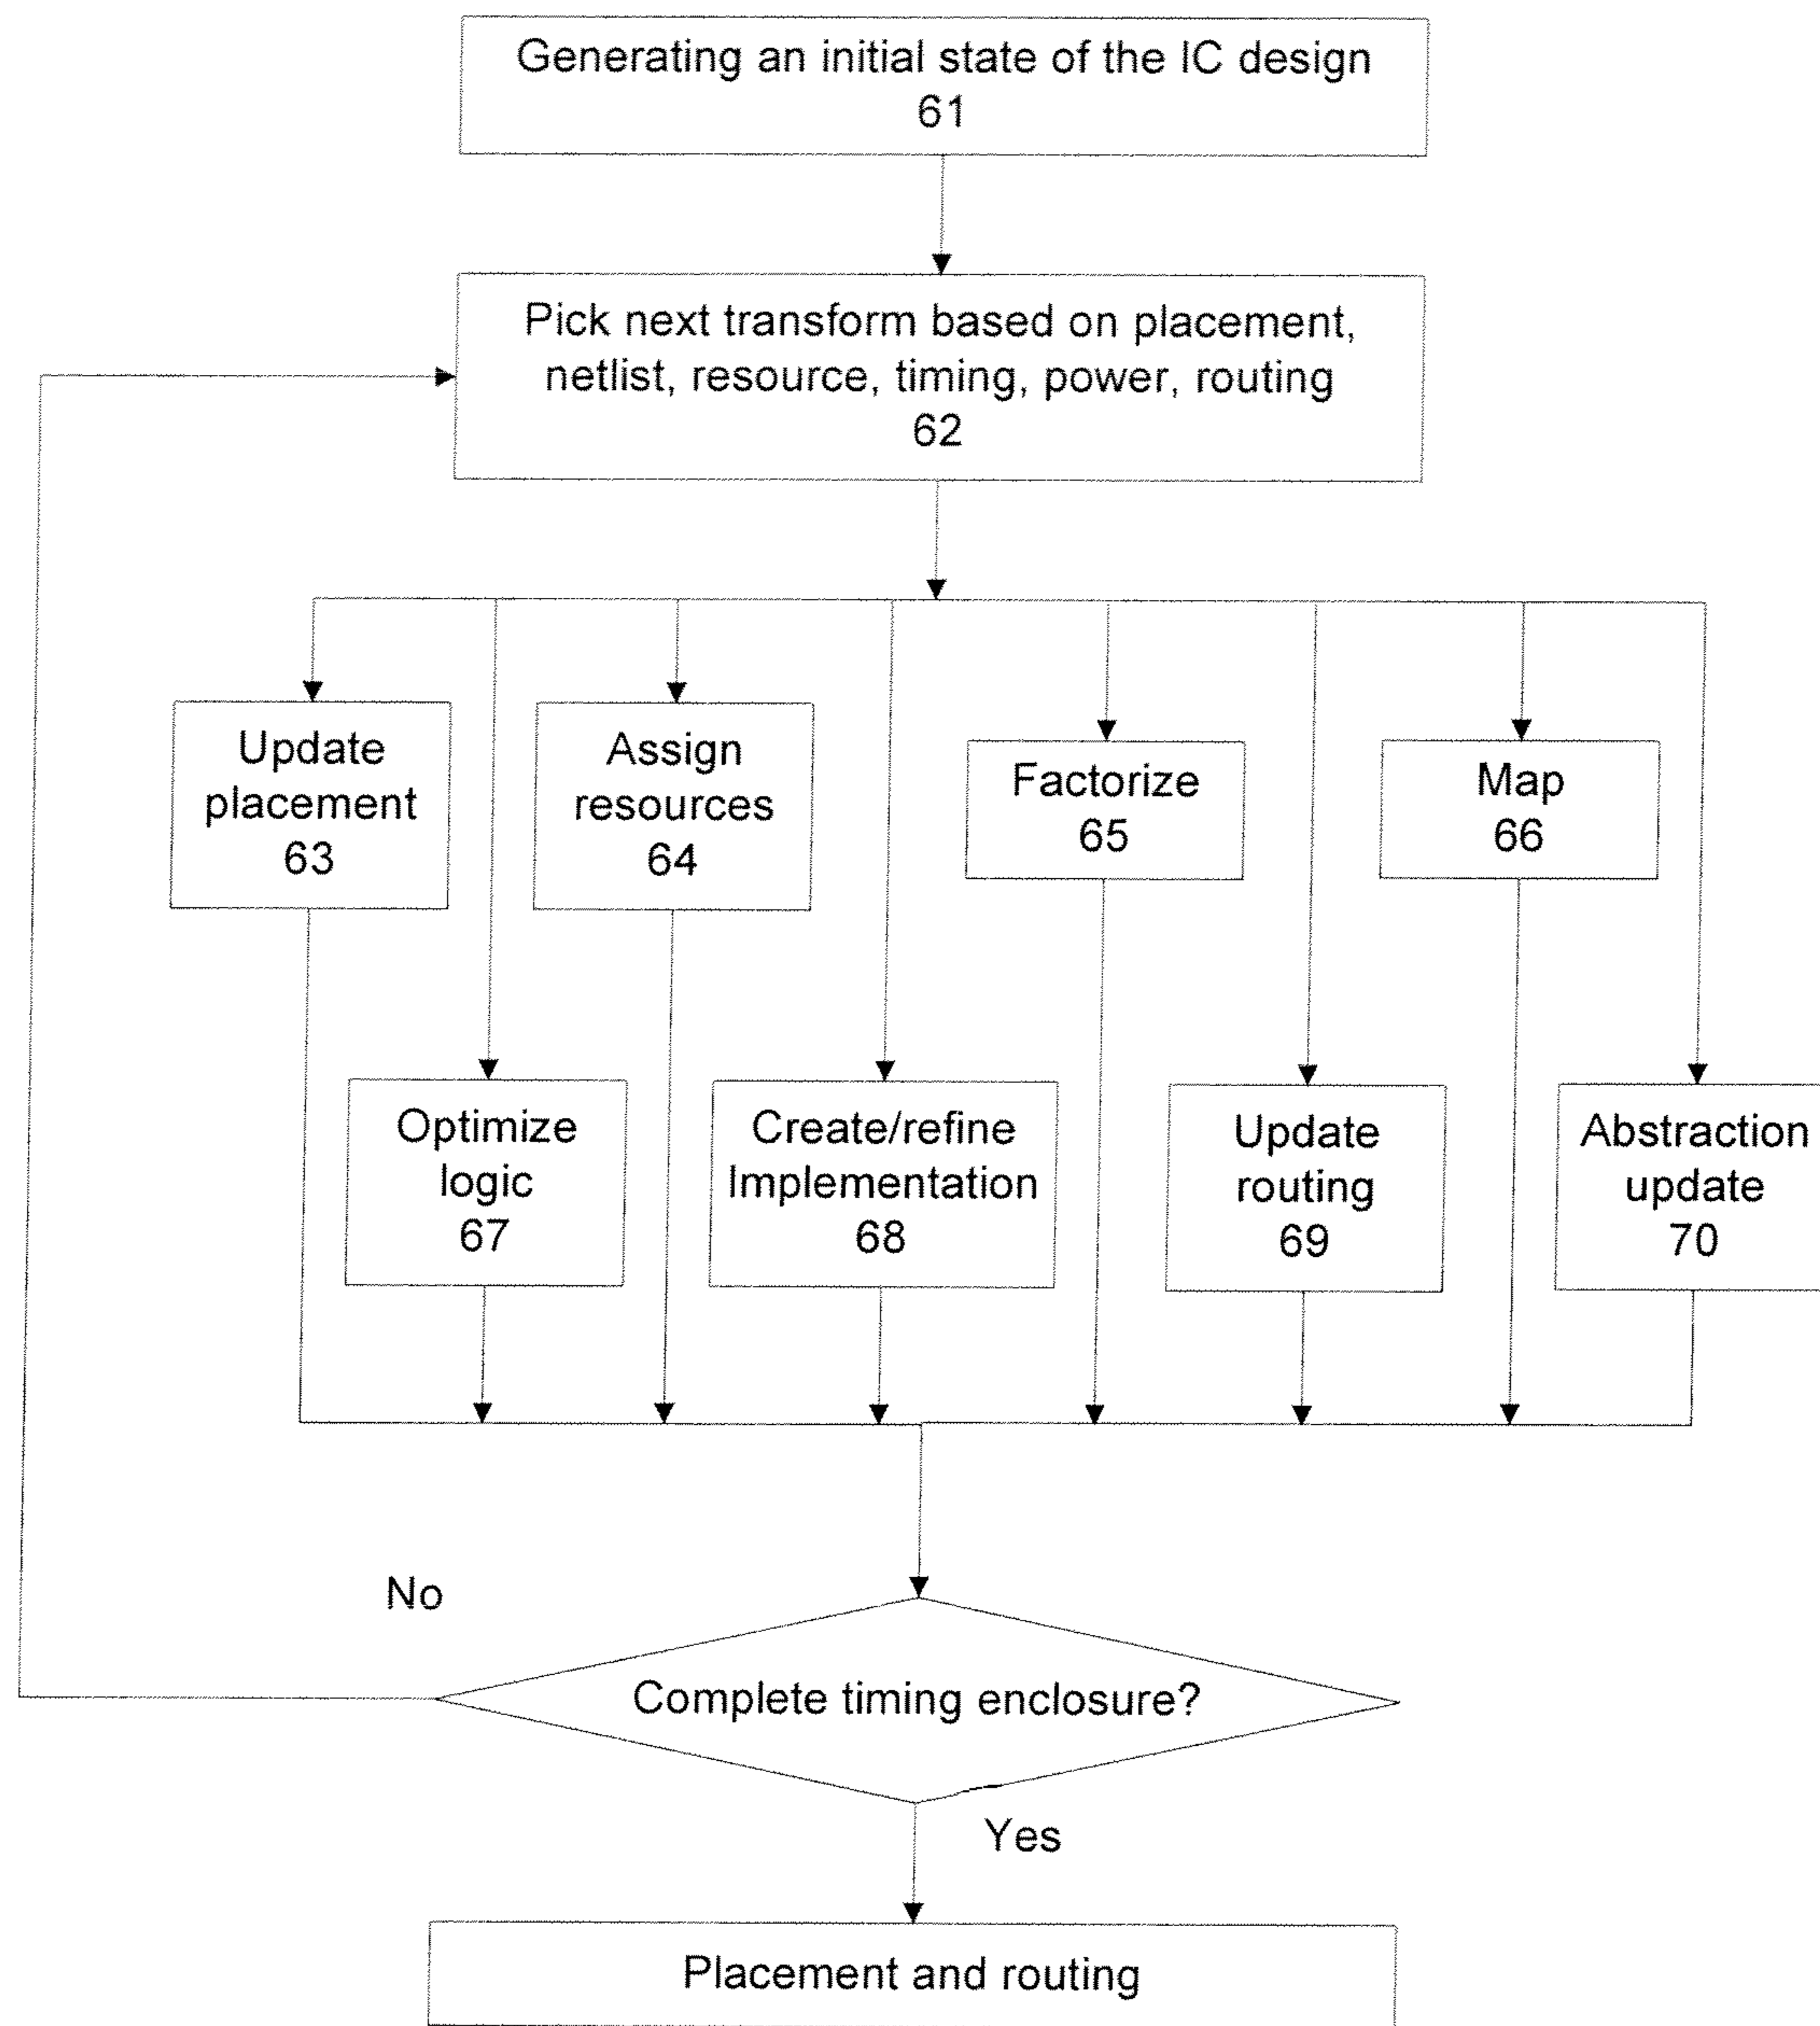 Generating an initial state of the IC design
61
Pick next transform based on placement,
netlist, resource, timing, power, routing
62
Update
placement
63
Assign
resources
64
Factorize
65
Map
66
Optimize
logic
67
Create/refine
Implementation
68
Update
routing
69
Abstraction
update
70
No
Complete timing enclosure?
Yes
Placement and routing